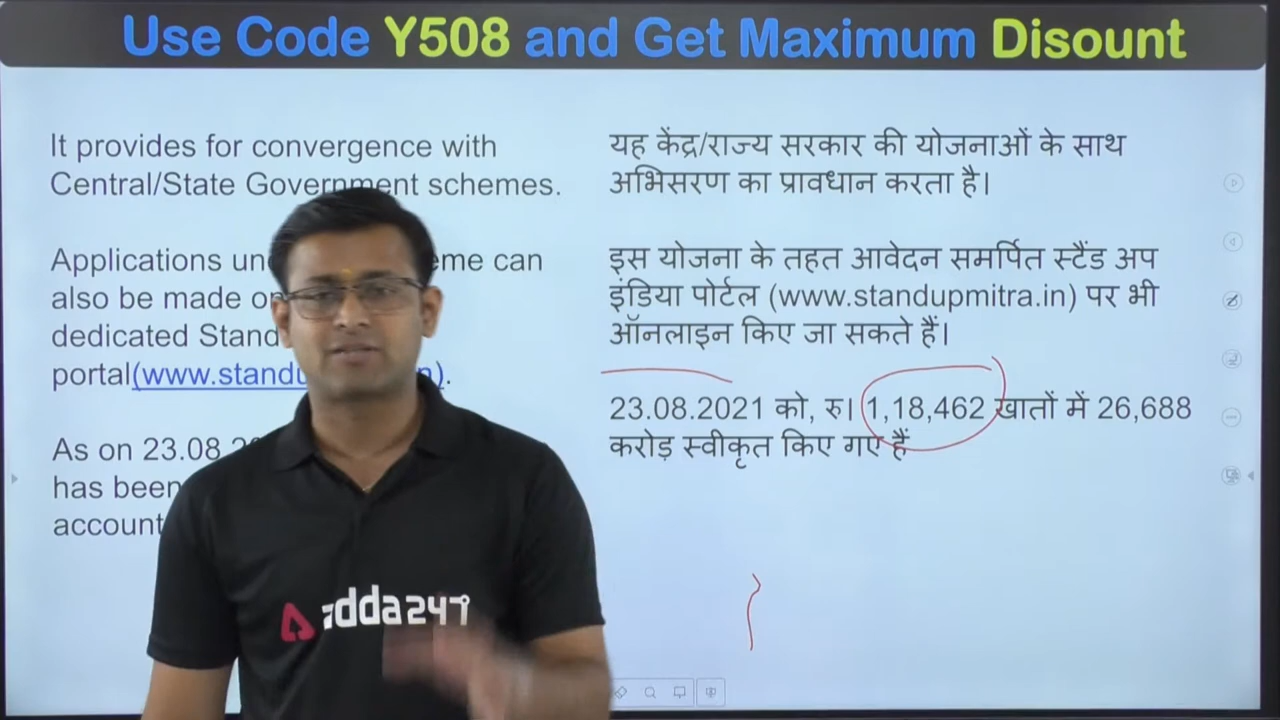 Use Code Y508 and Get Maximum Disount
It provides for convergence with
Central/State Government schemes.
Applications can
also be made
dedicated Stand
portal(www.
As on 23.08.
has been
account
यह केंद्र/राज्य सरकार की योजनाओं के साथ
अभिसरण का प्रावधान करता है।
इस योजना के तहत आवेदन समर्पित स्टैंड अप
इंडिया पोर्टल (www.standupmitra.in) पर भी
ऑनलाइन किए जा सकते हैं।
23.08.2021 को, रु। 1,18,462 खातों में 26,688
करोड़ स्वीकृत किए गए हैं
adda247